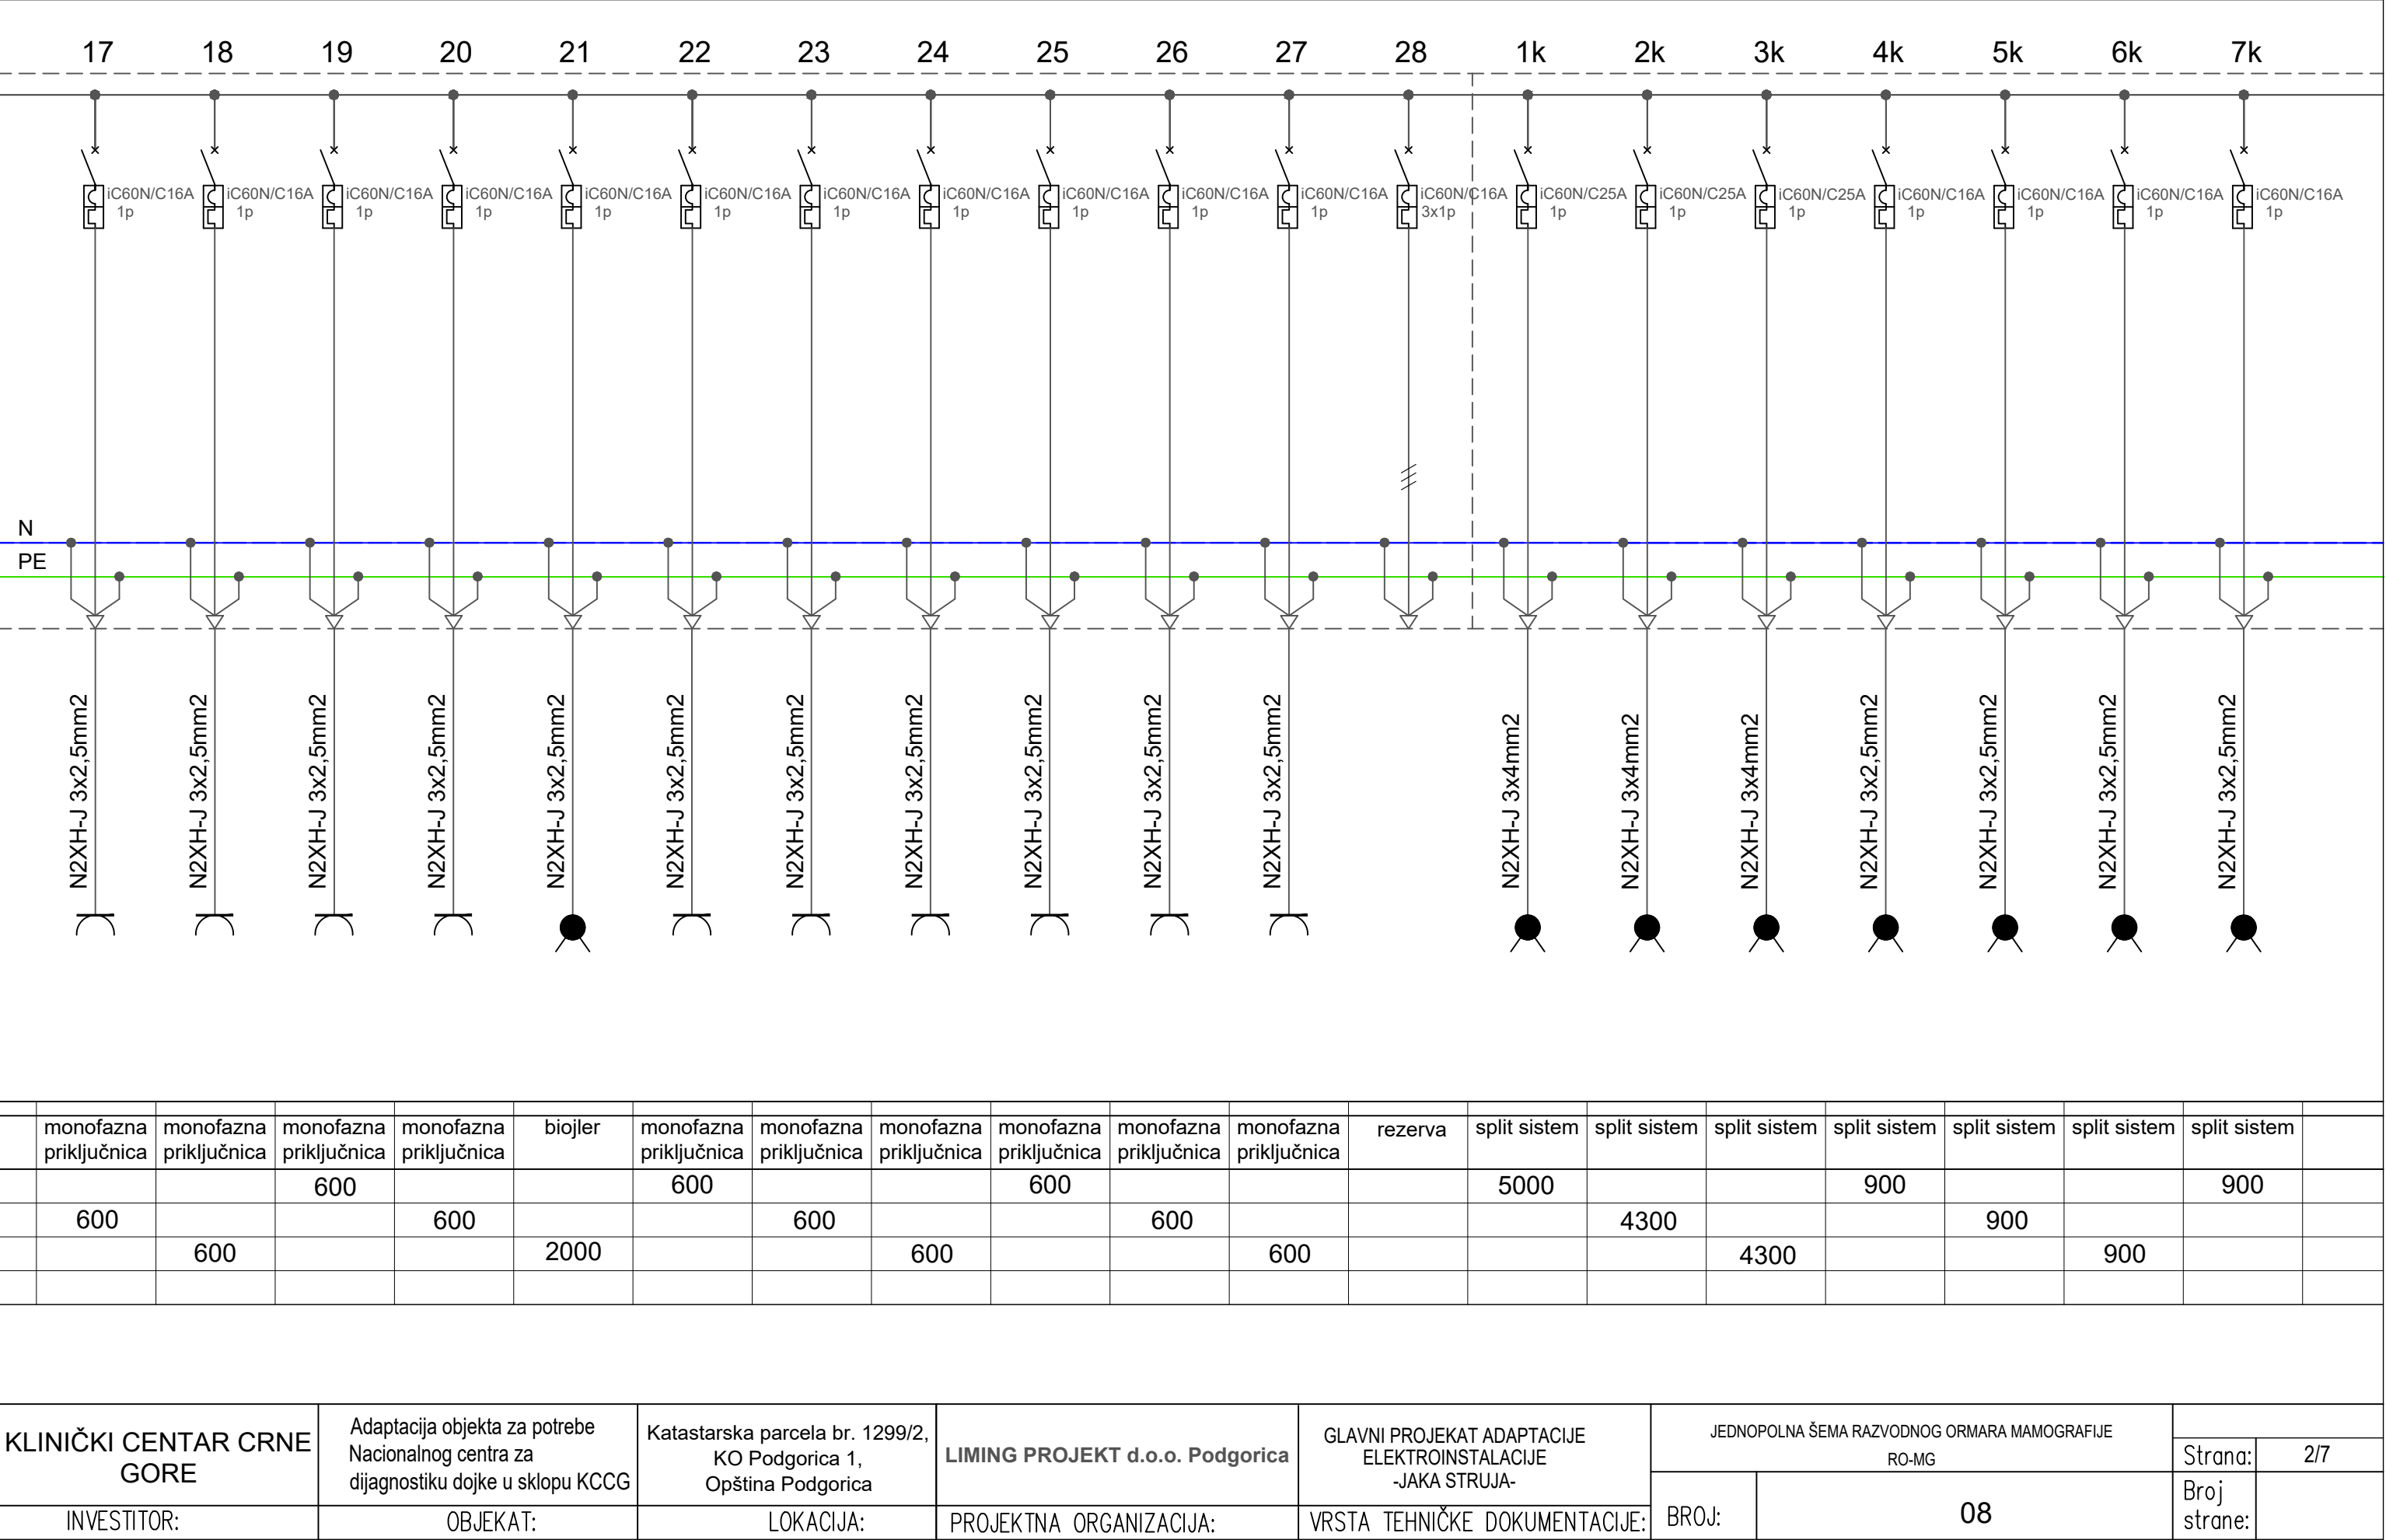 17 18 19 20 21 22 23 24 25 26 27 28 1k 2k 3k 4k 5k 6k 7k
iC60N/C16A iC60N/C16A iC60N/C16A iC60N/C16A iC60N/C16A iC60N/C16A iC60N/C16A iC60N/C16A iC60N/C16A iC60N/C16A iC60N/C16A iC60N/C16A iC60N/C25A iC60N/C25A iC60N/C25A iC60N/C16A iC60N/C16A iC60N/C16A iC60N/C16A
1p 1p 1p 1p 1p 1p 1p 1p 1p 1p 1p 3x1p 1p 1p 1p 1p 1p 1p 1p
N
PE
N2XH-J 3x2,5mm2
N2XH-J 3x2,5mm2
N2XH-J 3x2,5mm2
N2XH-J 3x2,5mm2
N2XH-J 3x2,5mm2
N2XH-J 3x2,5mm2
N2XH-J 3x2,5mm2
N2XH-J 3x2,5mm2
N2XH-J 3x2,5mm2
N2XH-J 3x2,5mm2
N2XH-J 3x2,5mm2
N2XH-J 3x4mm2
N2XH-J 3x4mm2
N2XH-J 3x4mm2
N2XH-J 3x2,5mm2
N2XH-J 3x2,5mm2
N2XH-J 3x2,5mm2
N2XH-J 3x2,5mm2
monofazna monofazna monofazna monofazna biojler monofazna monofazna monofazna monofazna monofazna monofazna rezerva split sistem split sistem split sistem split sistem split sistem split sistem split sistem
priključnica priključnica priključnica priključnica priključnica priključnica priključnica priključnica priključnica priključnica
600 600 600 5000 900 900
600 600 600 600 4300 900
600 2000 600 600 4300 900
KLINIČKI CENTAR CRNE
GORE
INVESTITOR:
Adaptacija objekta za potrebe
Nacionalnog centra za
dijagnostiku dojke u sklopu KCCG
OBJEKAT:
Katastarska parcela br. 1299/2,
KO Podgorica 1,
Opština Podgorica
LOKACIJA:
LIMING PROJEKT d.o.o. Podgorica
PROJEKTNA ORGANIZACIJA:
GLAVNI PROJEKAT ADAPTACIJE
ELEKTROINSTALACIJE
-JAKA STRUJA-
VRSTA TEHNIČKE DOKUMENTACIJE:
JEDNOPOLNA ŠEMA RAZVODNOG ORMARA MAMOGRAFIJE
RO-MG
BROJ: 08
Strana: 2/7
Broj
strane: